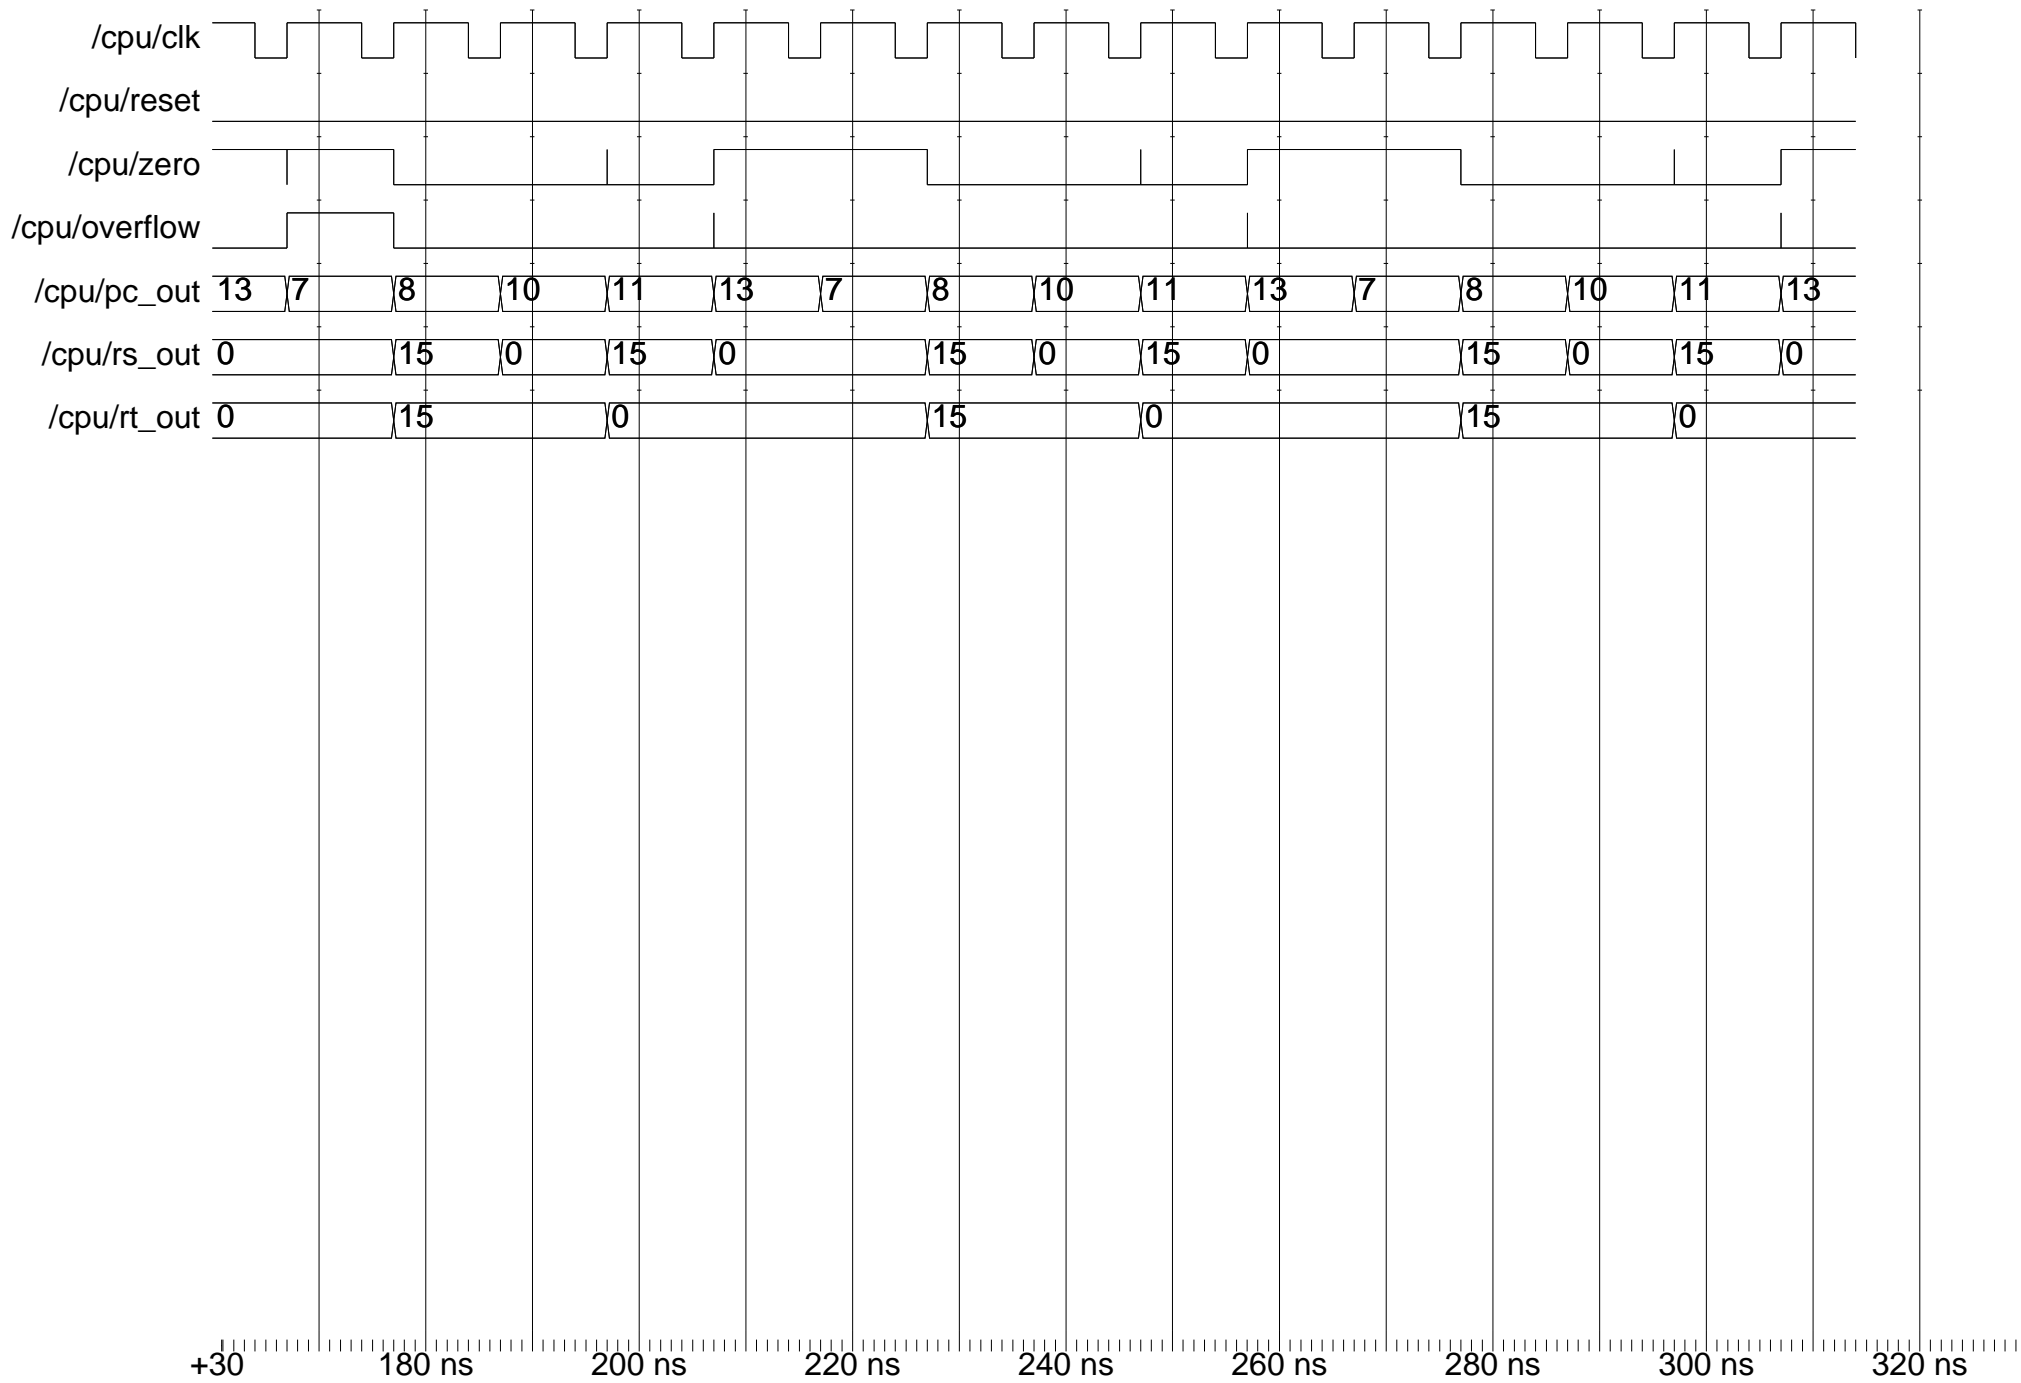 /cpu/clk
/cpu/reset
/cpu/zero
/cpu/overflow
/cpu/pc_out 13 7 8 10 11 13 7 8 10 11 13 7 8 10 11 13
/cpu/rs_out 0 15 0 15 0 15 0 15 0 15 0 15 0
/cpu/rt_out 0 15 0 15 0 15 0
+30 180 ns 200 ns 220 ns 240 ns 260 ns 280 ns 300 ns 320 ns